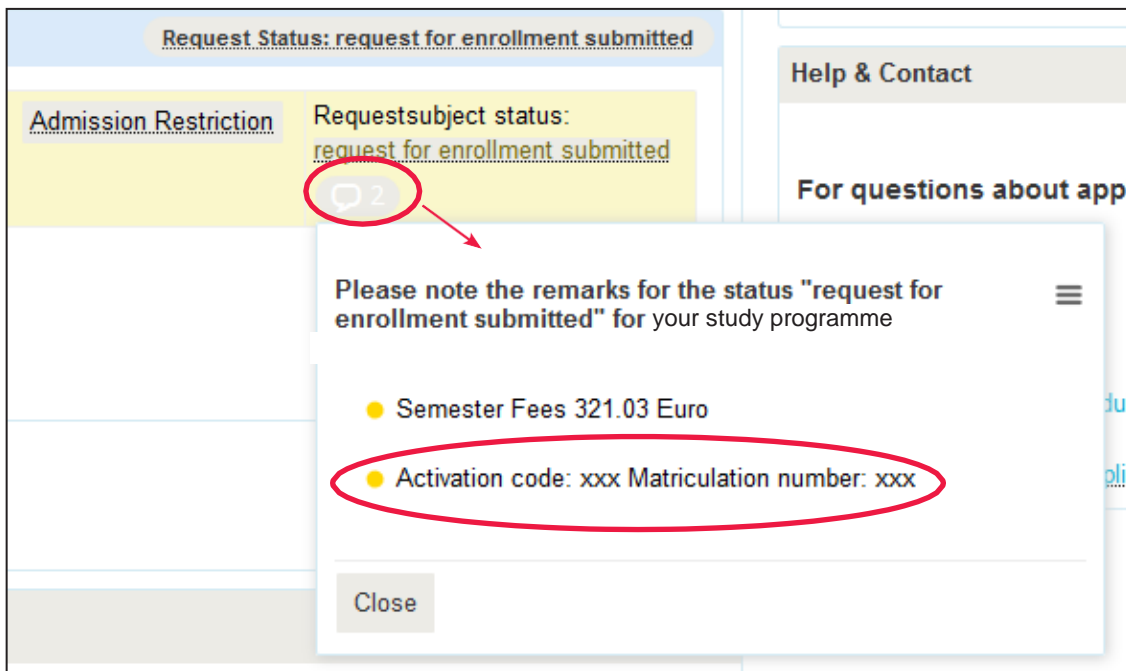 Request Status: request for enrollment submitted
Admission Restriction
Requestsubject status:
request for enrollment submitted
2
Please note the remarks for the status "request for
enrollment submitted" for your study programme
Semester Fees 321.03 Euro
Activation code: xxx Matriculation number: xxx
Close
Help & Contact
For questions about app
du
pli